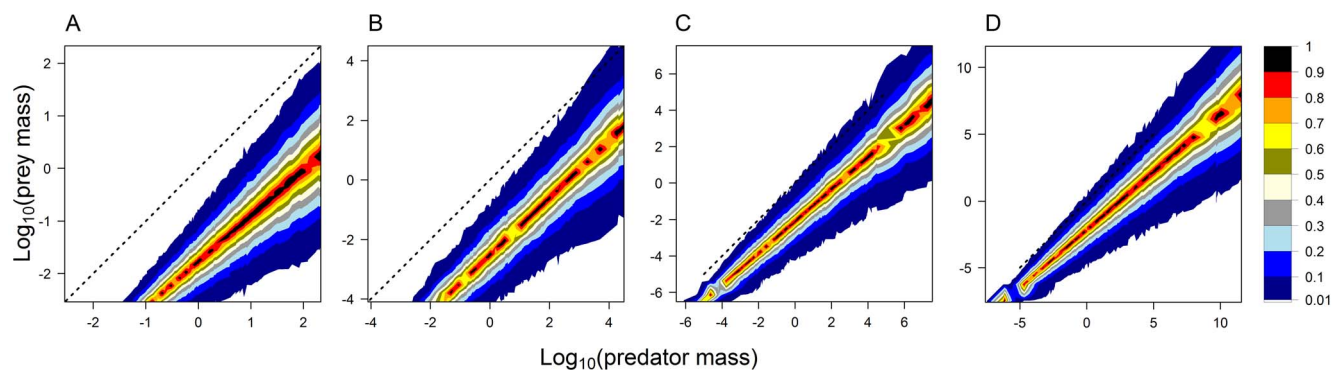 A B C D
Log10(prey mass)
2 1 0 -1 -2
-2 -1 0 1 2
4 2 0 -2 -4
-4 -2 0 2 4
6 4 2 0 -2 -4 -6
-6 -4 -2 0 2 4 6
10 5 0 -5
-5 0 5 10
1
0.9
0.8
0.7
0.6
0.5
0.4
0.3
0.2
0.1
0.01
Log10(predator mass)